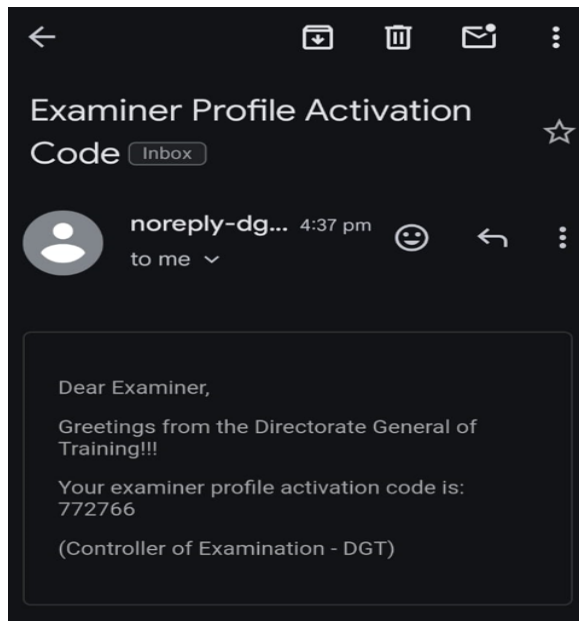 Examiner Profile Activation
Code Inbox
noreply-dg... 4:37 pm
to me
Dear Examiner,
Greetings from the Directorate General of
Training!!!
Your examiner profile activation code is:
772766
(Controller of Examination - DGT)